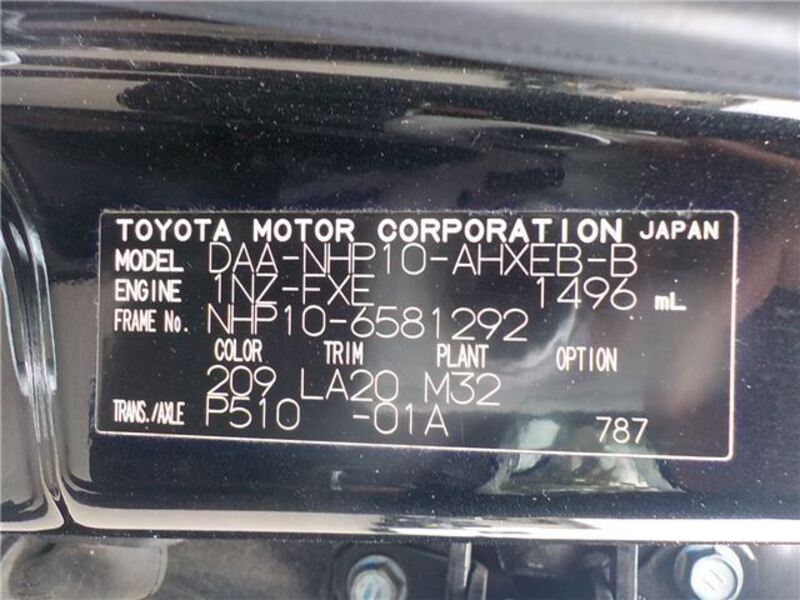 TOYOTA MOTOR CORPORATION JAPAN
MODEL DAA-NHP10-AHXEB-B
ENGINE 1NZ-FXE 1496 mL
FRAME No. NHP10-6581292
COLOR TRIM PLANT OPTION
209 LA20 M32
TRANS./AXLE P510 -01A 787